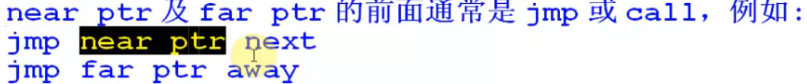 near ptr 及 far ptr 的前面通常是 jmp 或 call, 例如:
jmp near ptr next
jmp far ptr away